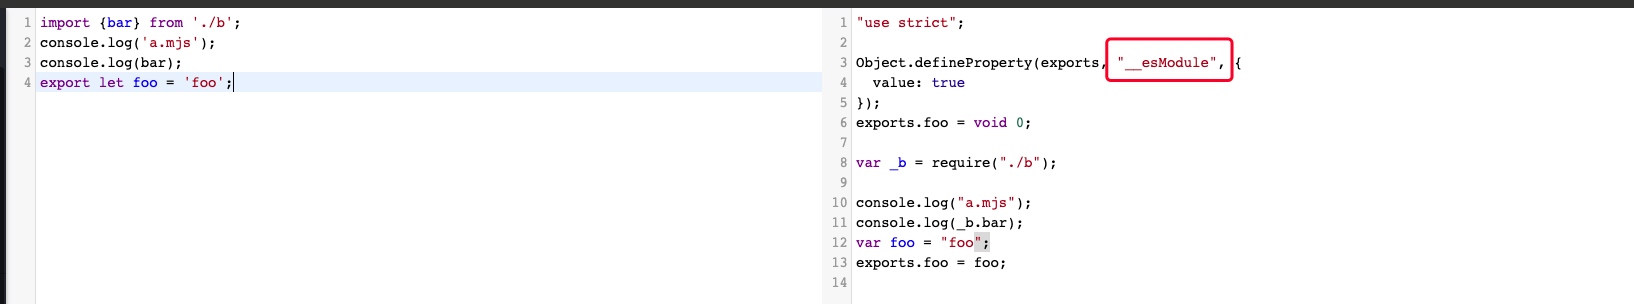 1 import {bar} from './b';
2 console.log('a.mjs');
3 console.log(bar);
4 export let foo = 'foo';
1 "use strict";
2
3 Object.defineProperty(exports, "__esModule", {
4   value: true
5 });
6 exports.foo = void 0;
7
8 var _b = require("./b");
9
10 console.log("a.mjs");
11 console.log(_b.bar);
12 var foo = "foo";
13 exports.foo = foo;
14